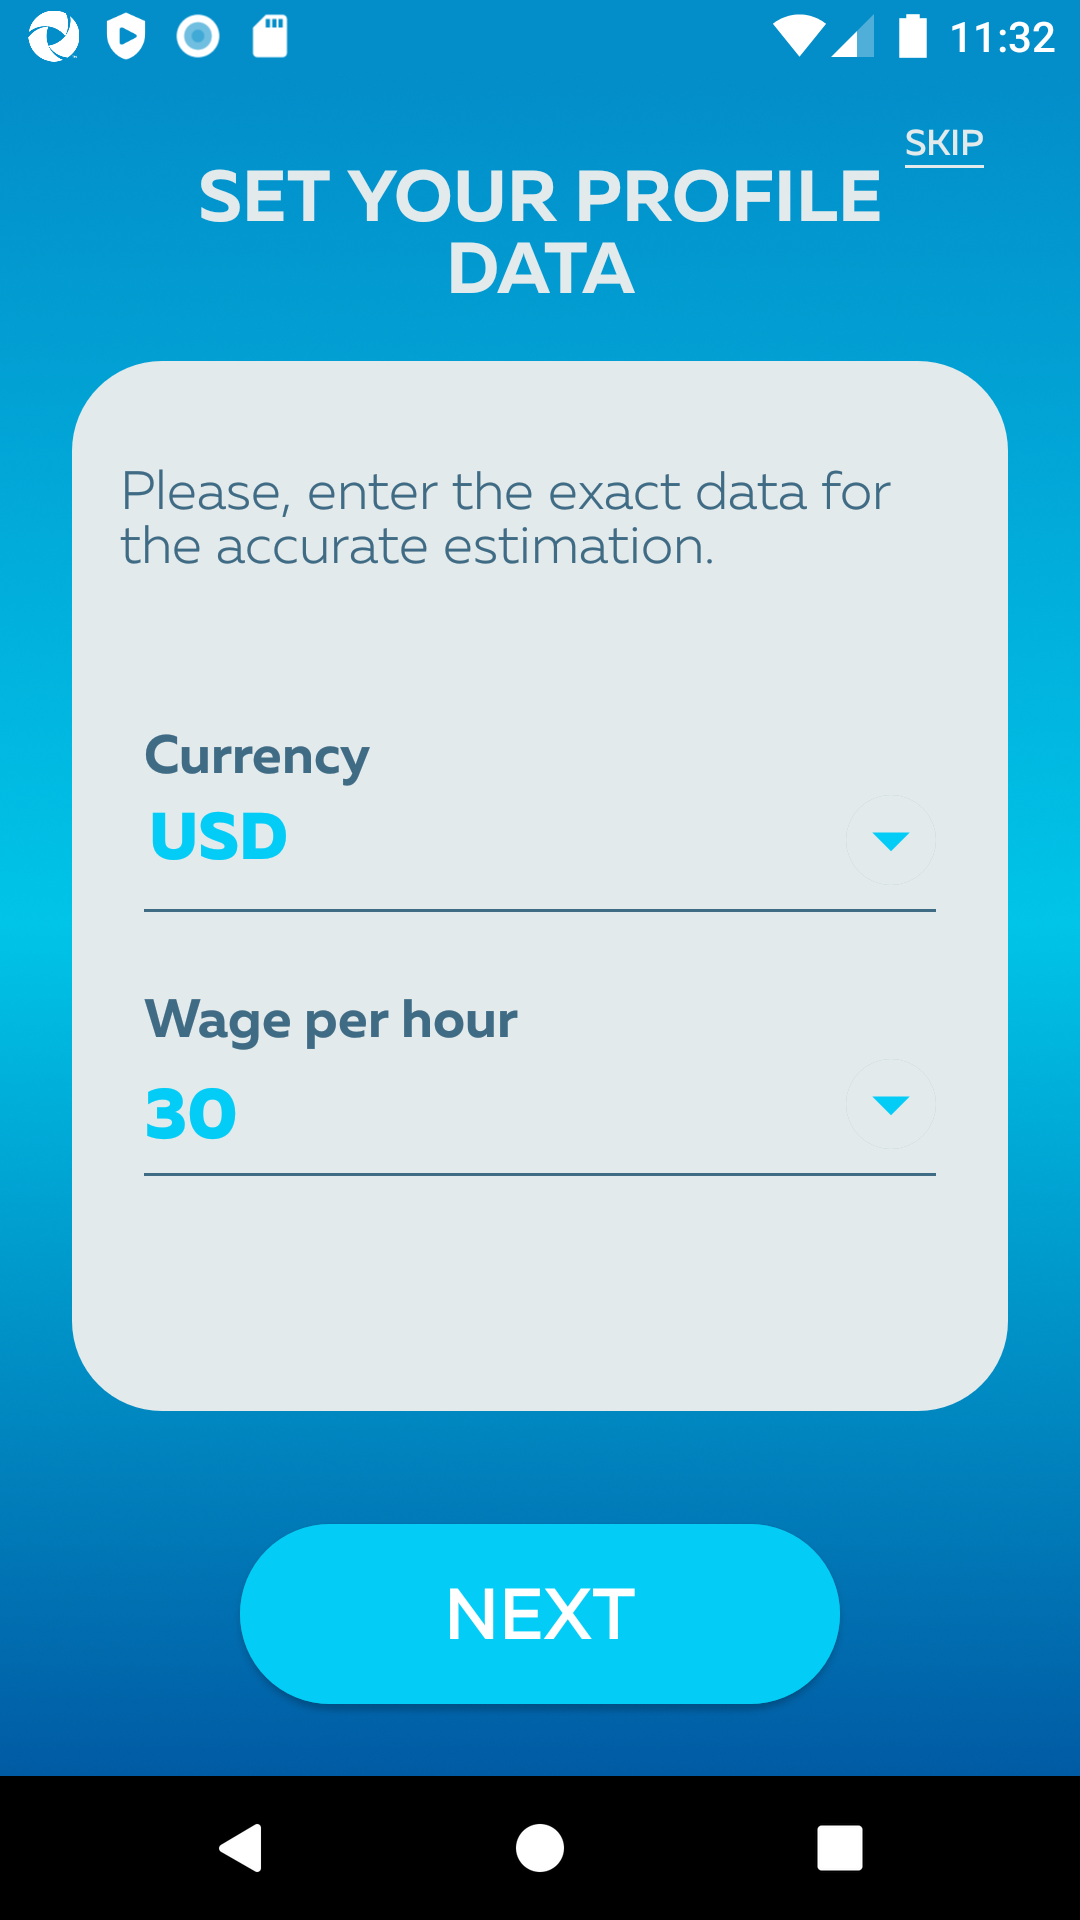 11:32
SKIP
SET YOUR PROFILE
DATA
Please, enter the exact data for
the accurate estimation.
Currency
USD
Wage per hour
30
NEXT